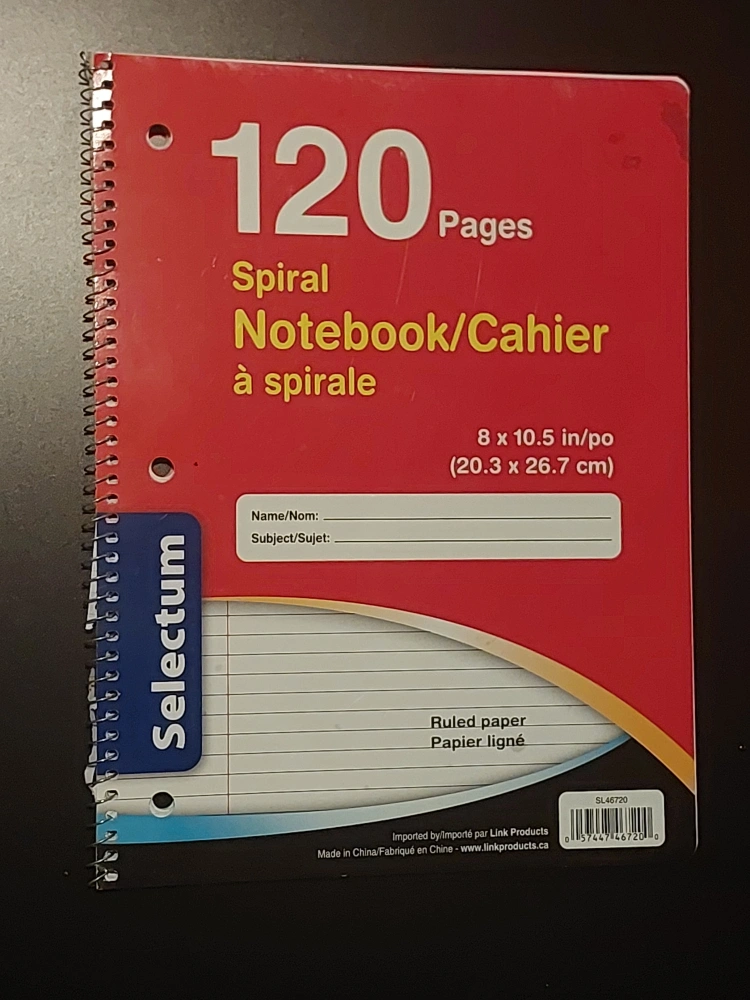 120 Pages
Spiral
Notebook/Cahier
à spirale
8 x 10.5 in/po
(20.3 x 26.7 cm)
Name/Nom:
Subject/Sujet:
Selectum
Ruled paper
Papier ligné
SL46720
0 57447 46720 0
Imported by/Importé par Link Products
Made in China/Fabriqué en Chine - www.linkproducts.ca